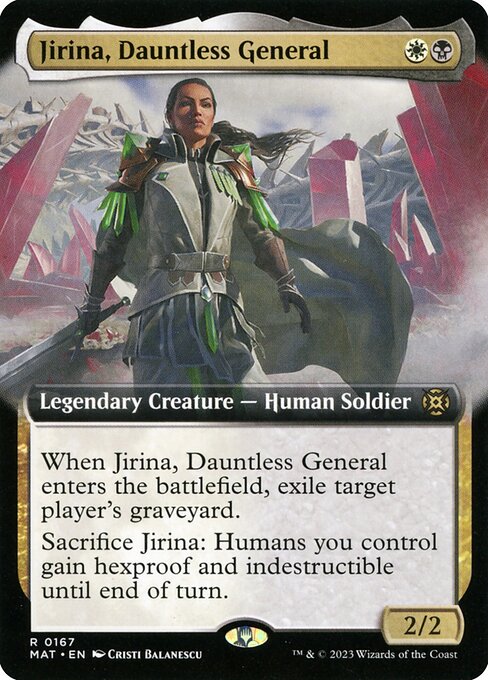 Jirina, Dauntless General
Legendary Creature — Human Soldier
When Jirina, Dauntless General
enters the battlefield, exile target
player's graveyard.
Sacrifice Jirina: Humans you control
gain hexproof and indestructible
until end of turn.
2/2
R 0167
MAT • EN Cristi Balanescu
™ & © 2023 Wizards of the Coast